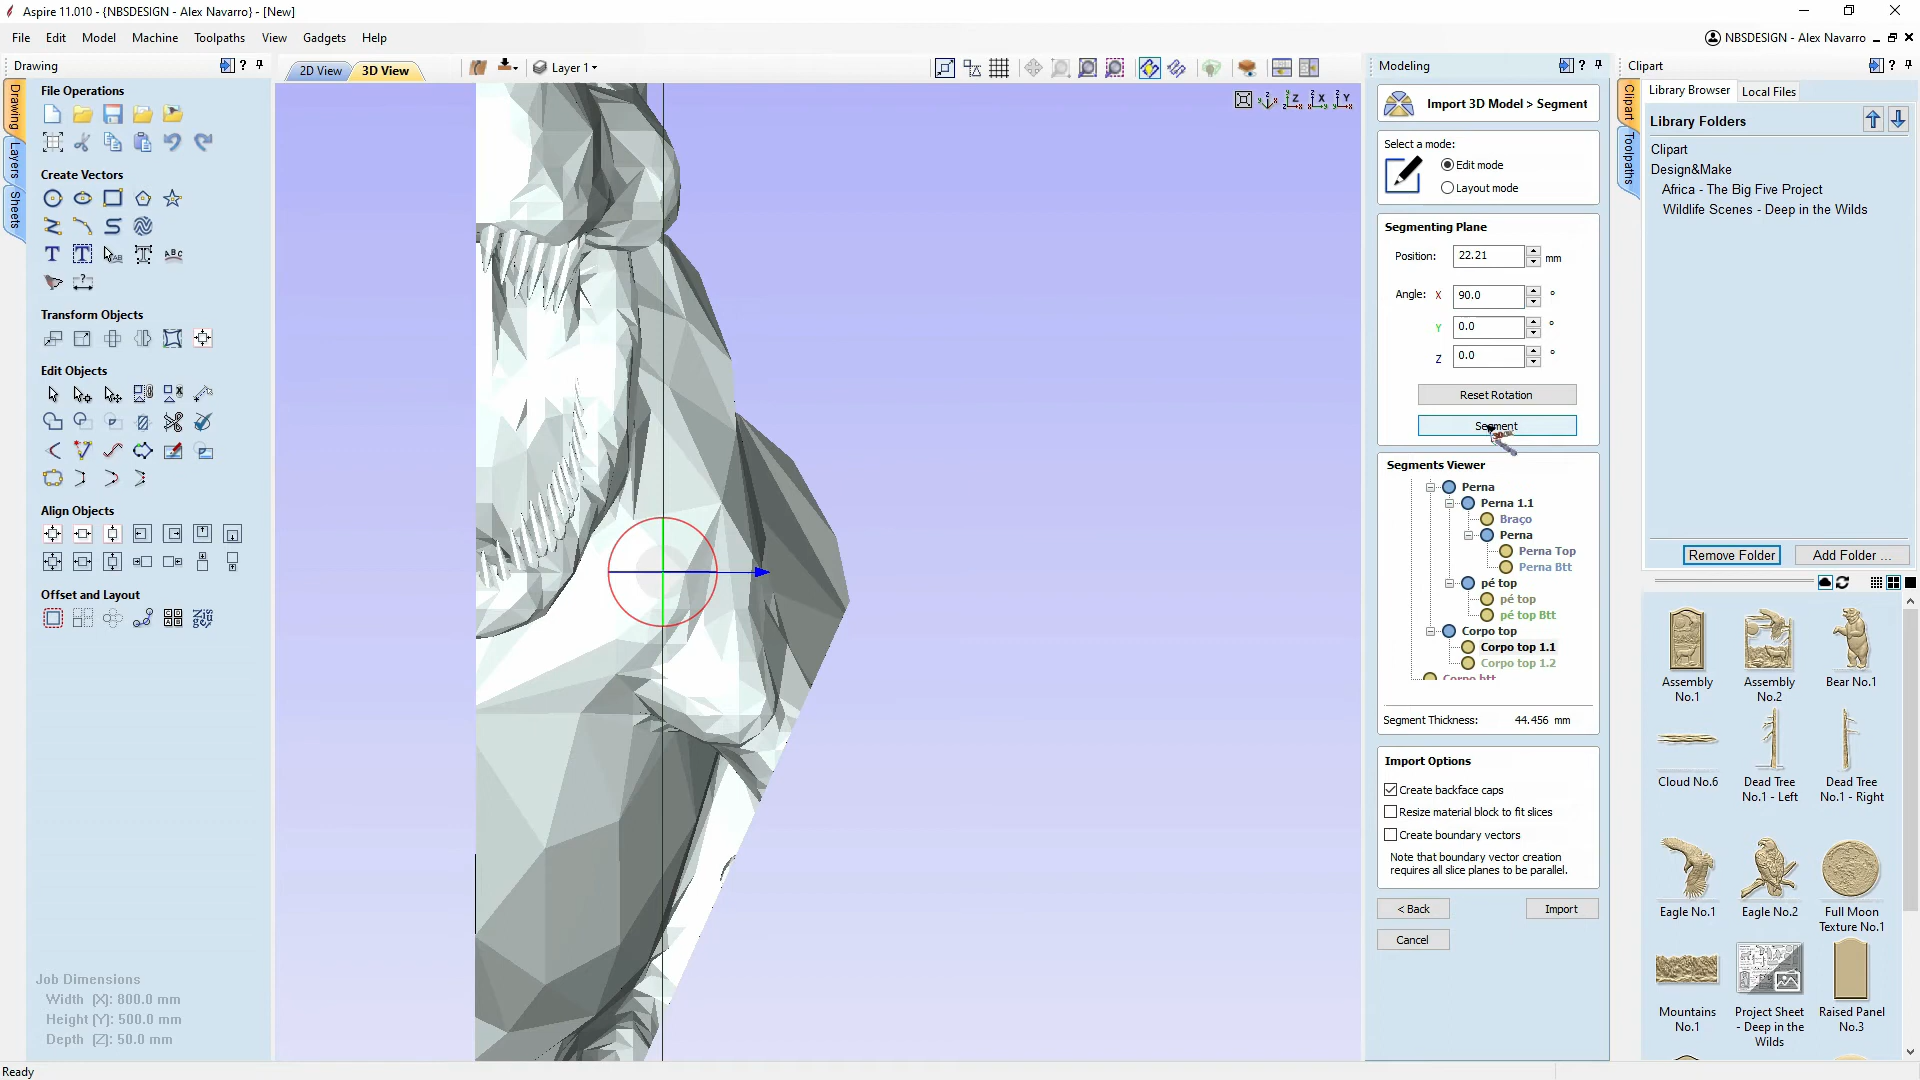 Aspire 11.010 - {NBSDESIGN - Alex Navarro} - [New]
File Edit Model Machine Toolpaths View Gadgets Help
NBSDESIGN - Alex Navarro
Drawing
Drawing
Layers
Sheets
File Operations
Create Vectors
Transform Objects
Edit Objects
Align Objects
Offset and Layout
Job Dimensions
Width (X): 800.0 mm
Height (Y): 500.0 mm
Depth (Z): 50.0 mm
Ready
2D View
3D View
Layer 1
Modeling
Import 3D Model > Segment
Select a mode:
Edit mode
Layout mode
Segmenting Plane
Position: 22.21 mm
Angle: X 90.0 °
Y 0.0 °
Z 0.0 °
Reset Rotation
Segment
Segments Viewer
Perna
Perna 1.1
Braço
Perna
Perna Top
Perna Btt
pé top
pé top
pé top Btt
Corpo top
Corpo top 1.1
Corpo top 1.2
Corpo btt
Segment Thickness: 44.456 mm
Import Options
Create backface caps
Resize material block to fit slices
Create boundary vectors
Note that boundary vector creation
requires all slice planes to be parallel.
< Back
Import
Cancel
Clipart
Clipart
Toolpaths
Library Browser
Local Files
Library Folders
Clipart
Design&Make
Africa - The Big Five Project
Wildlife Scenes - Deep in the Wilds
Remove Folder
Add Folder ...
Assembly
No.1
Assembly
No.2
Bear No.1
Cloud No.6
Dead Tree
No.1 - Left
Dead Tree
No.1 - Right
Eagle No.1
Eagle No.2
Full Moon
Texture No.1
Mountains
No.1
Project Sheet
- Deep in the
Wilds
Raised Panel
No.3